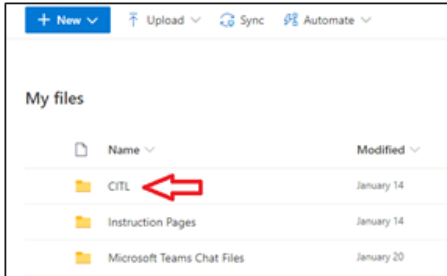 + New Upload Sync Automate
My files
Name Modified
CITL January 14
Instruction Pages January 14
Microsoft Teams Chat Files January 20